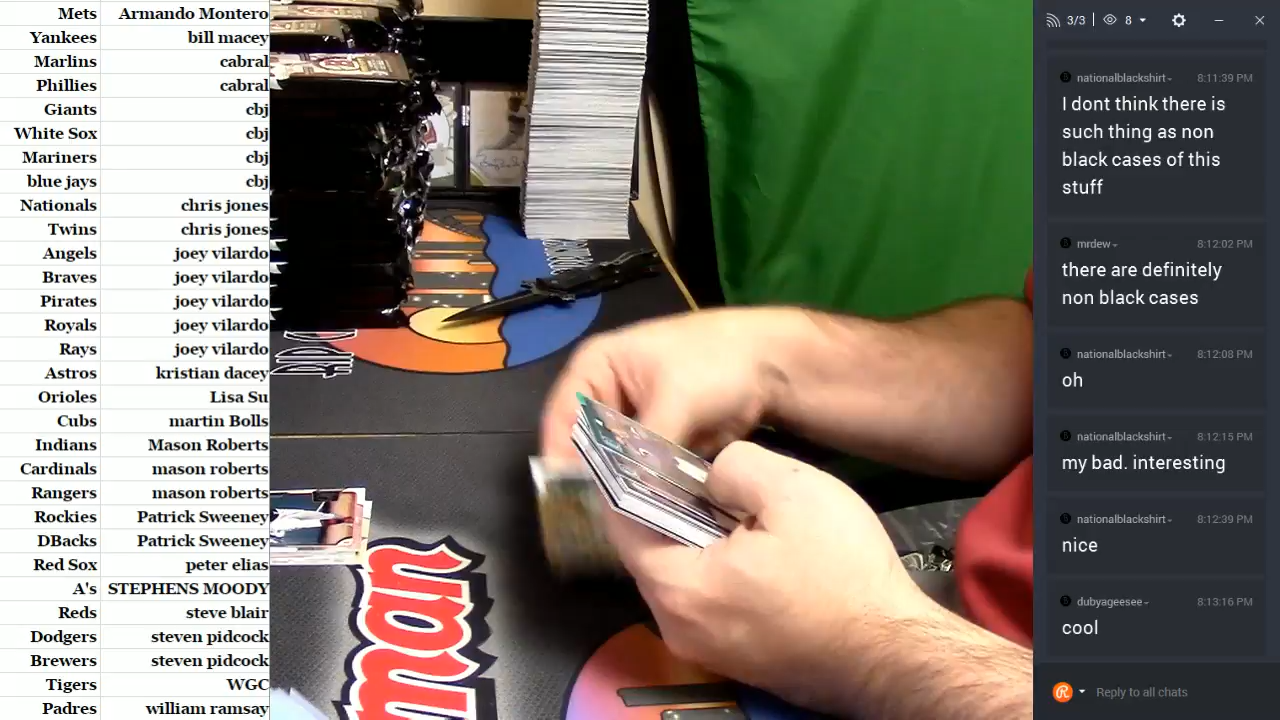 Mets Armando Montero
Yankees bill macey
Marlins cabral
Phillies cabral
Giants cbj
White Sox cbj
Mariners cbj
blue jays cbj
Nationals chris jones
Twins chris jones
Angels joey vilardo
Braves joey vilardo
Pirates joey vilardo
Royals joey vilardo
Rays joey vilardo
Astros kristian dacey
Orioles Lisa Su
Cubs martin Bolls
Indians Mason Roberts
Cardinals mason roberts
Rangers mason roberts
Rockies Patrick Sweeney
DBacks Patrick Sweeney
Red Sox peter elias
A's STEPHENS MOODY
Reds steve blair
Dodgers steven pidcock
Brewers steven pidcock
Tigers WGC
Padres william ramsay
3/3 8
nationalblackshirt 8:11:39 PM
I dont think there is
such thing as non
black cases of this
stuff
mrdew 8:12:02 PM
there are definitely
non black cases
nationalblackshirt 8:12:08 PM
oh
nationalblackshirt 8:12:15 PM
my bad. interesting
nationalblackshirt 8:12:39 PM
nice
dubyageesee 8:13:16 PM
cool
Reply to all chats